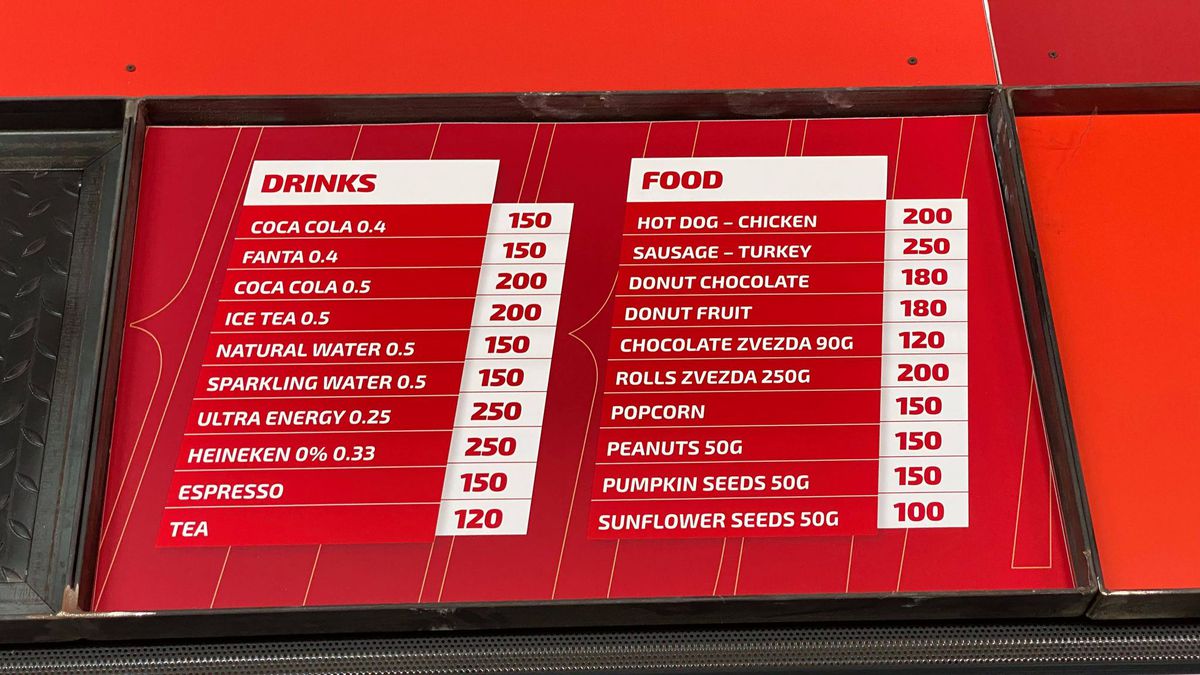 DRINKS
COCA COLA 0.4 150
FANTA 0.4 150
COCA COLA 0.5 200
ICE TEA 0.5 200
NATURAL WATER 0.5 150
SPARKLING WATER 0.5 150
ULTRA ENERGY 0.25 250
HEINEKEN 0% 0.33 250
ESPRESSO 150
TEA 120
FOOD
HOT DOG – CHICKEN 200
SAUSAGE – TURKEY 250
DONUT CHOCOLATE 180
DONUT FRUIT 180
CHOCOLATE ZVEZDA 90G 120
ROLLS ZVEZDA 250G 200
POPCORN 150
PEANUTS 50G 150
PUMPKIN SEEDS 50G 150
SUNFLOWER SEEDS 50G 100